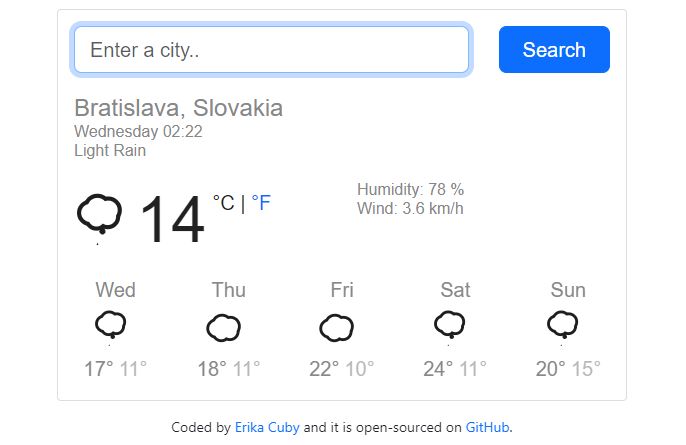 Enter a city..
Search
Bratislava, Slovakia
Wednesday 02:22
Light Rain
14 °C | °F
Humidity: 78 %
Wind: 3.6 km/h
Wed Thu Fri Sat Sun
17° 11° 18° 11° 22° 10° 24° 11° 20° 15°
Coded by Erika Cuby and it is open-sourced on GitHub.